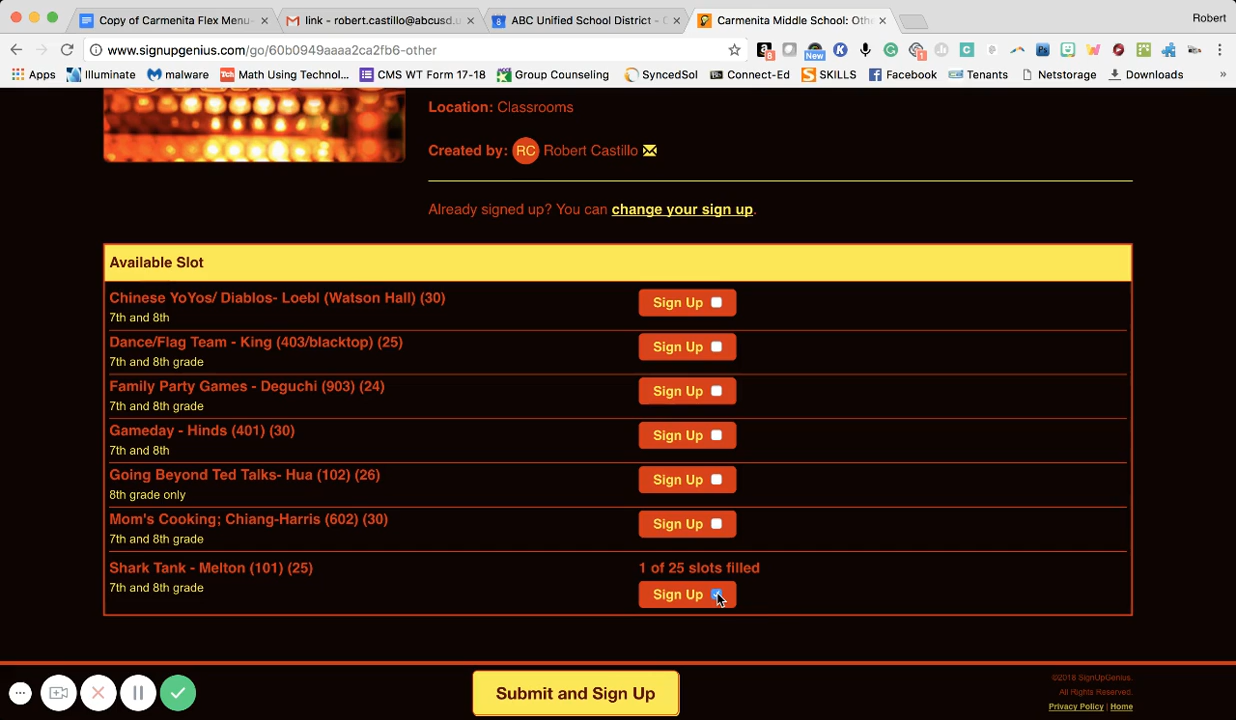 Copy of Carmenita Flex Menu-
link - robert.castillo@abcusd.u
ABC Unified School District - C
Carmenita Middle School: Othe
Robert
www.signupgenius.com/go/60b0949aaaa2ca2fb6-other
New
Apps
Illuminate
malware
Math Using Technol...
CMS WT Form 17-18
Group Counseling
SyncedSol
Connect-Ed
SKILLS
Facebook
Tenants
Netstorage
Downloads
»
Location: Classrooms
Created by: RC Robert Castillo
Already signed up? You can change your sign up.
Available Slot
Chinese YoYos/ Diablos- Loebl (Watson Hall) (30)
7th and 8th
Sign Up
Dance/Flag Team - King (403/blacktop) (25)
7th and 8th grade
Sign Up
Family Party Games - Deguchi (903) (24)
7th and 8th grade
Sign Up
Gameday - Hinds (401) (30)
7th and 8th
Sign Up
Going Beyond Ted Talks- Hua (102) (26)
8th grade only
Sign Up
Mom's Cooking; Chiang-Harris (602) (30)
7th and 8th grade
Sign Up
Shark Tank - Melton (101) (25)
7th and 8th grade
1 of 25 slots filled
Sign Up
Submit and Sign Up
©2018 SignUpGenius.
All Rights Reserved.
Privacy Policy | Home